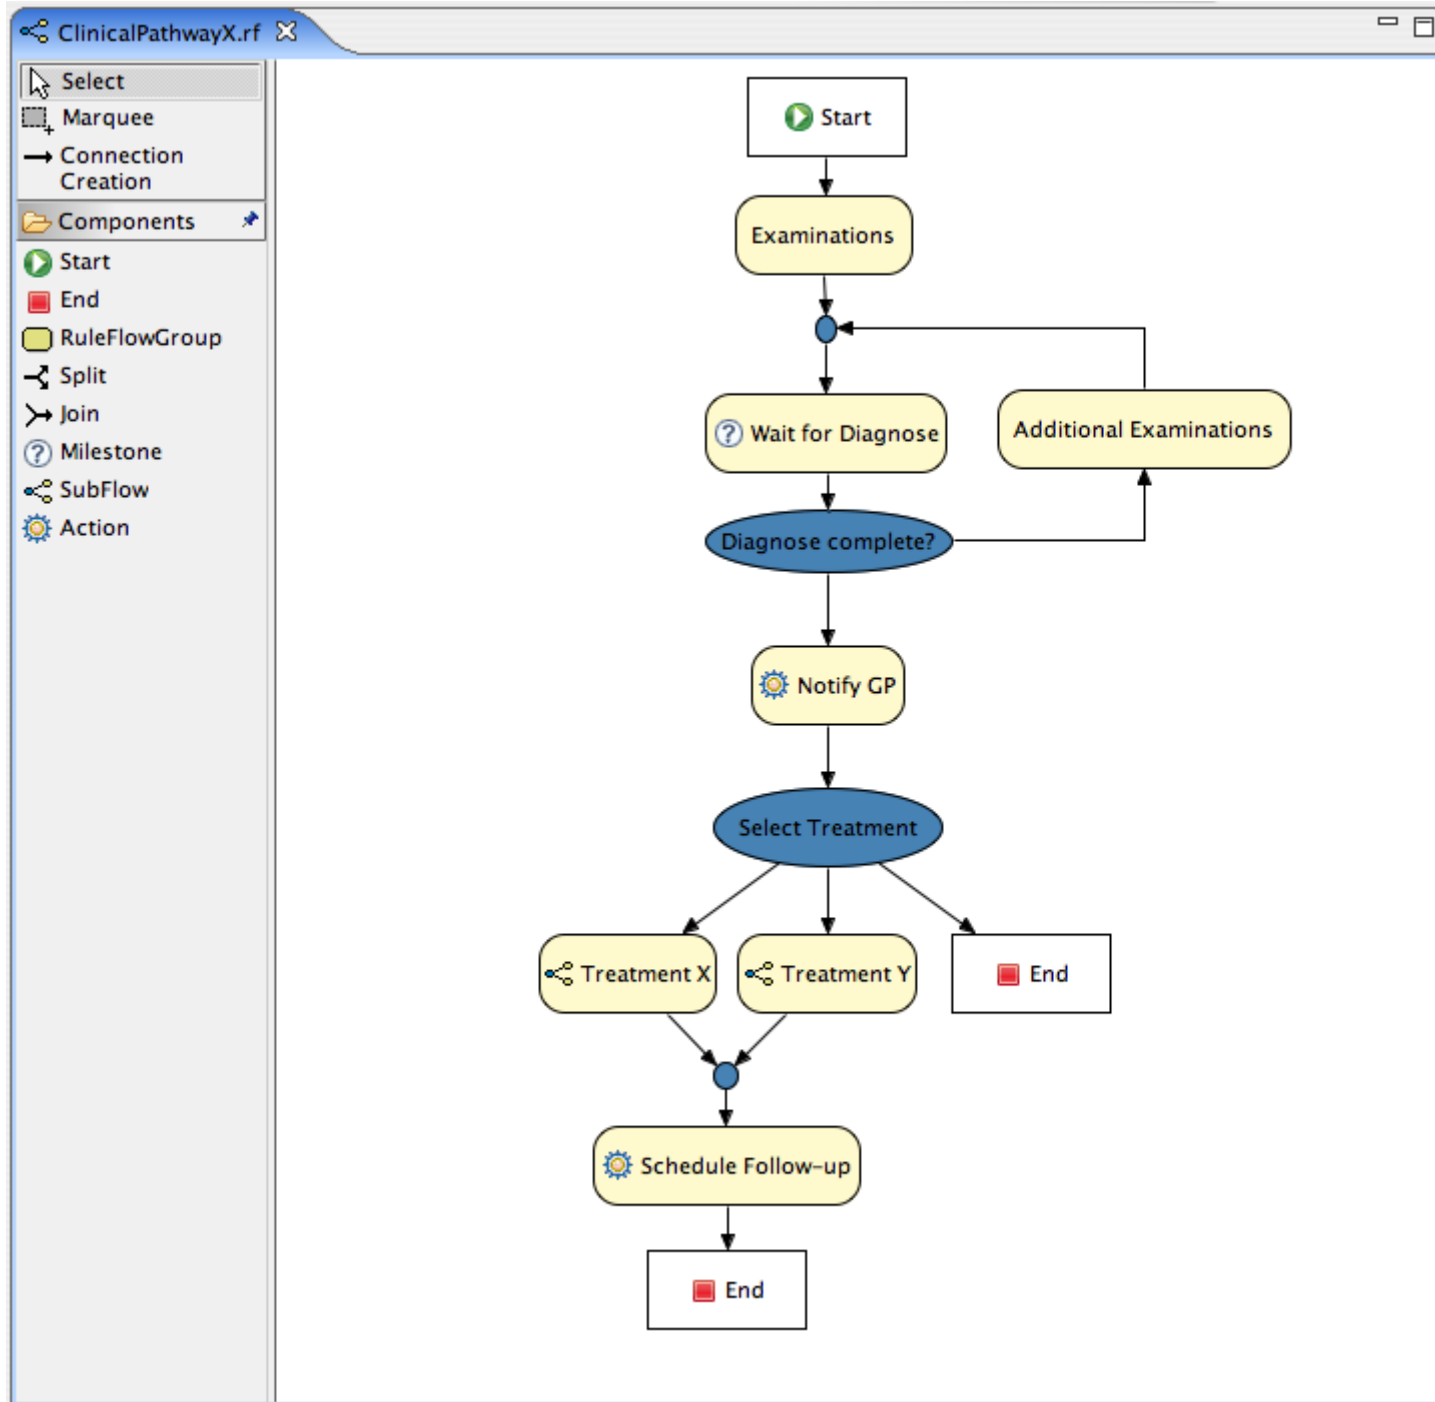 ClinicalPathwayX.rf
Select
Marquee
Connection
Creation
Components
Start
End
RuleFlowGroup
Split
Join
Milestone
SubFlow
Action
Start
Examinations
Wait for Diagnose
Additional Examinations
Diagnose complete?
Notify GP
Select Treatment
Treatment X
Treatment Y
End
Schedule Follow-up
End